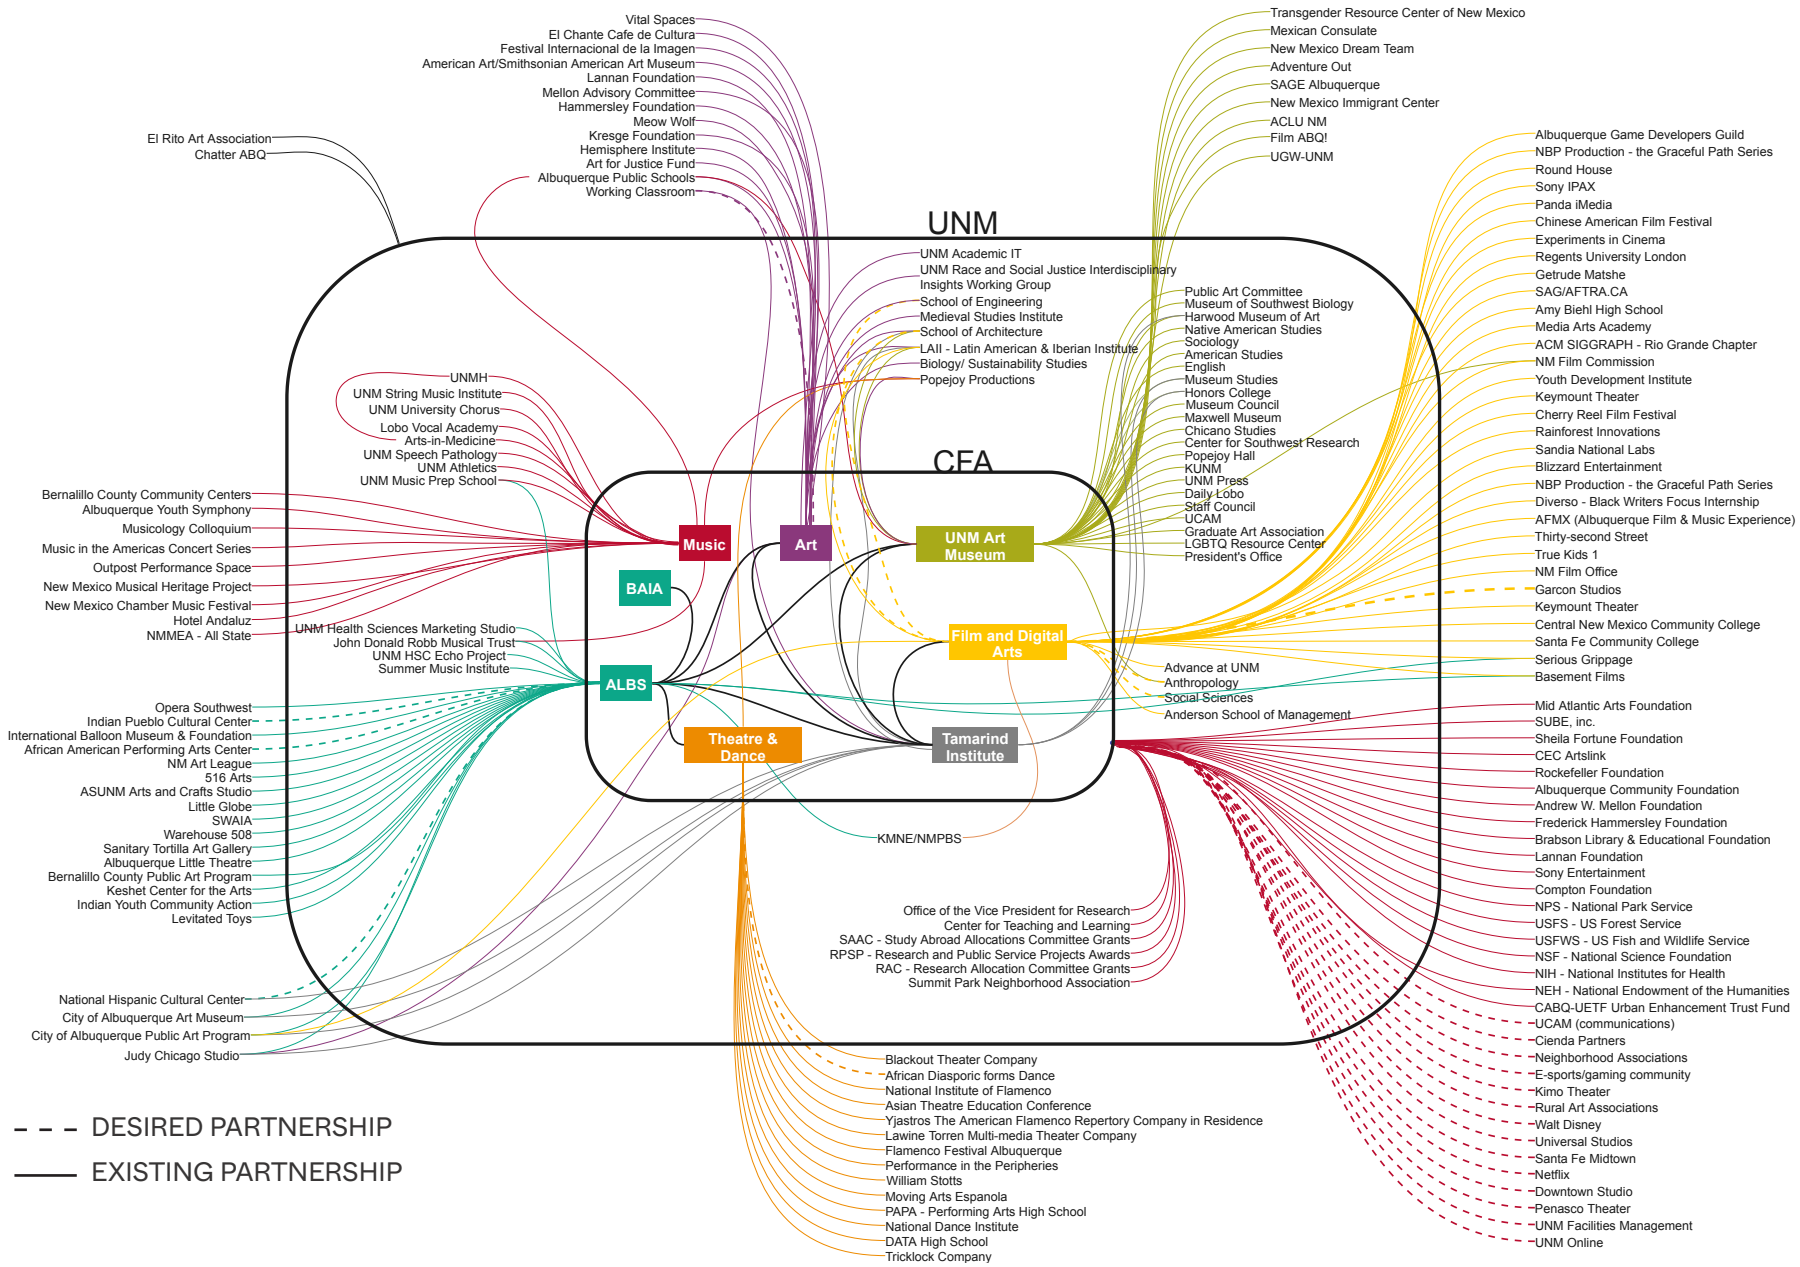 Vital Spaces
El Chante Cafe de Cultura
Festival Internacional de la Imagen
American Art/Smithsonian American Art Museum
Lannan Foundation
Mellon Advisory Committee
Hammersley Foundation
Meow Wolf
Kresge Foundation
Hemisphere Institute
Art for Justice Fund
Albuquerque Public Schools
Working Classroom
El Rito Art Association
Chatter ABQ
Transgender Resource Center of New Mexico
Mexican Consulate
New Mexico Dream Team
Adventure Out
SAGE Albuquerque
New Mexico Immigrant Center
ACLU NM
Film ABQ!
UGW-UNM
Albuquerque Game Developers Guild
NBP Production - the Graceful Path Series
Round House
Sony IPAX
Panda iMedia
Chinese American Film Festival
Experiments in Cinema
Regents University London
Getrude Matshe
SAG/AFTRA.CA
Amy Biehl High School
Media Arts Academy
ACM SIGGRAPH - Rio Grande Chapter
NM Film Commission
Youth Development Institute
Keymount Theater
Cherry Reel Film Festival
Rainforest Innovations
Sandia National Labs
Blizzard Entertainment
NBP Production - the Graceful Path Series
Diverso - Black Writers Focus Internship
AFMX (Albuquerque Film & Music Experience)
Thirty-second Street
True Kids 1
NM Film Office
Garcon Studios
Keymount Theater
Central New Mexico Community College
Santa Fe Community College
Serious Grippage
Basement Films
UNM
UNM Academic IT
UNM Race and Social Justice Interdisciplinary
Insights Working Group
School of Engineering
Medieval Studies Institute
School of Architecture
LAII - Latin American & Iberian Institute
Biology/ Sustainability Studies
Popejoy Productions
Public Art Committee
Museum of Southwest Biology
Harwood Museum of Art
Native American Studies
Sociology
American Studies
English
Museum Studies
Honors College
Museum Council
Maxwell Museum
Chicano Studies
Center for Southwest Research
Popejoy Hall
KUNM
UNM Press
Daily Lobo
Staff Council
UCAM
Graduate Art Association
LGBTQ Resource Center
President's Office
UNMH
UNM String Music Institute
UNM University Chorus
Lobo Vocal Academy
Arts-in-Medicine
UNM Speech Pathology
UNM Athletics
UNM Music Prep School
Bernalillo County Community Centers
Albuquerque Youth Symphony
Musicology Colloquium
Music in the Americas Concert Series
Outpost Performance Space
New Mexico Musical Heritage Project
New Mexico Chamber Music Festival
Hotel Andaluz
NMMEA - All State
UNM Health Sciences Marketing Studio
John Donald Robb Musical Trust
UNM HSC Echo Project
Summer Music Institute
CFA
Music
Art
UNM Art
Museum
BAIA
Film and Digital
Arts
ALBS
Theatre &
Dance
Tamarind
Institute
Advance at UNM
Anthropology
Social Sciences
Anderson School of Management
Opera Southwest
Indian Pueblo Cultural Center
International Balloon Museum & Foundation
African American Performing Arts Center
NM Art League
516 Arts
ASUNM Arts and Crafts Studio
Little Globe
SWAIA
Warehouse 508
Sanitary Tortilla Art Gallery
Albuquerque Little Theatre
Bernalillo County Public Art Program
Keshet Center for the Arts
Indian Youth Community Action
Levitated Toys
National Hispanic Cultural Center
City of Albuquerque Art Museum
City of Albuquerque Public Art Program
Judy Chicago Studio
KMNE/NMPBS
Office of the Vice President for Research
Center for Teaching and Learning
SAAC - Study Abroad Allocations Committee Grants
RPSP - Research and Public Service Projects Awards
RAC - Research Allocation Committee Grants
Summit Park Neighborhood Association
Mid Atlantic Arts Foundation
SUBE, inc.
Sheila Fortune Foundation
CEC Artslink
Rockefeller Foundation
Albuquerque Community Foundation
Andrew W. Mellon Foundation
Frederick Hammersley Foundation
Brabson Library & Educational Foundation
Lannan Foundation
Sony Entertainment
Compton Foundation
NPS - National Park Service
USFS - US Forest Service
USFWS - US Fish and Wildlife Service
NSF - National Science Foundation
NIH - National Institutes for Health
NEH - National Endowment of the Humanities
CABQ-UETF Urban Enhancement Trust Fund
UCAM (communications)
Cienda Partners
Neighborhood Associations
E-sports/gaming community
Kimo Theater
Rural Art Associations
Walt Disney
Universal Studios
Santa Fe Midtown
Netflix
Downtown Studio
Penasco Theater
UNM Facilities Management
UNM Online
Blackout Theater Company
African Diasporic forms Dance
National Institute of Flamenco
Asian Theatre Education Conference
Yjastros The American Flamenco Repertory Company in Residence
Lawine Torren Multi-media Theater Company
Flamenco Festival Albuquerque
Performance in the Peripheries
William Stotts
Moving Arts Espanola
PAPA - Performing Arts High School
National Dance Institute
DATA High School
Tricklock Company
DESIRED PARTNERSHIP
EXISTING PARTNERSHIP